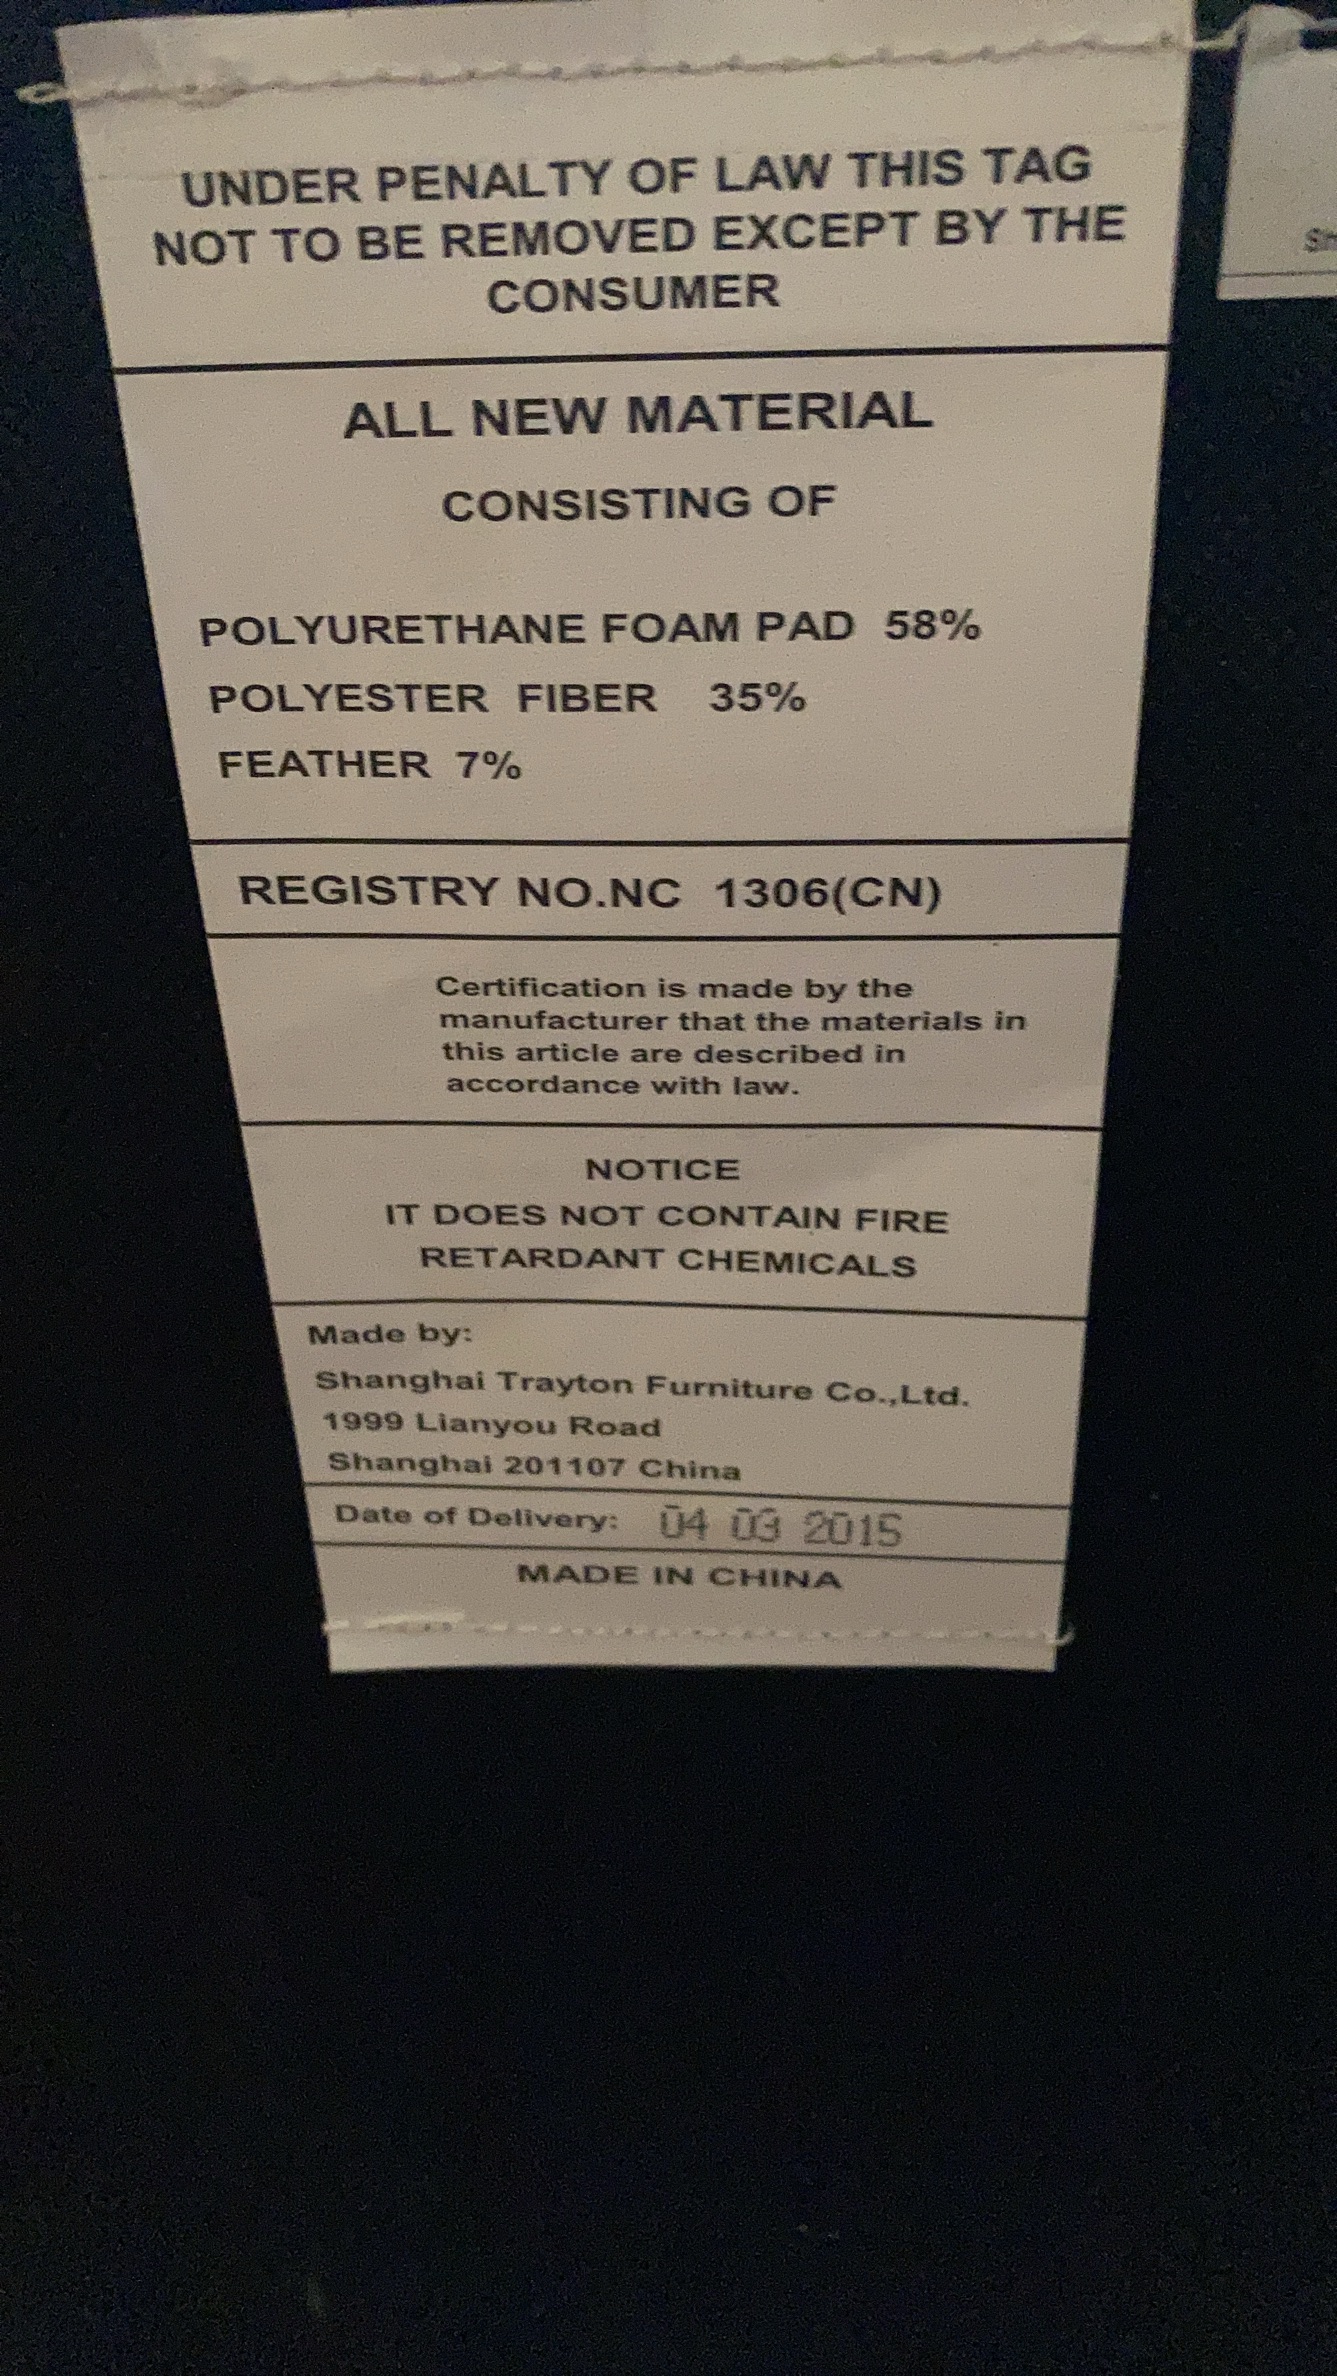 UNDER PENALTY OF LAW THIS TAG
NOT TO BE REMOVED EXCEPT BY THE
CONSUMER
ALL NEW MATERIAL
CONSISTING OF
POLYURETHANE FOAM PAD 58%
POLYESTER FIBER 35%
FEATHER 7%
REGISTRY NO.NC 1306(CN)
Certification is made by the
manufacturer that the materials in
this article are described in
accordance with law.
NOTICE
IT DOES NOT CONTAIN FIRE
RETARDANT CHEMICALS
Made by:
Shanghai Trayton Furniture Co.,Ltd.
1999 Lianyou Road
Shanghai 201107 China
Date of Delivery: 04 03 2015
MADE IN CHINA